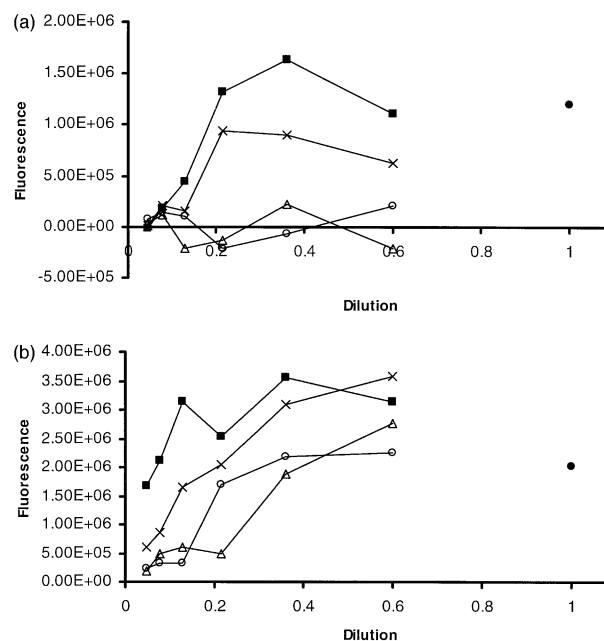 (a)
2.00E+06
1.50E+06
1.00E+06
5.00E+05
0.00E+00
-5.00E+05
Fluorescence
0 0.2 0.4 0.6 0.8 1
Dilution
(b)
4.00E+06
3.50E+06
3.00E+06
2.50E+06
2.00E+06
1.50E+06
1.00E+06
5.00E+05
0.00E+00
Fluorescence
0 0.2 0.4 0.6 0.8 1
Dilution